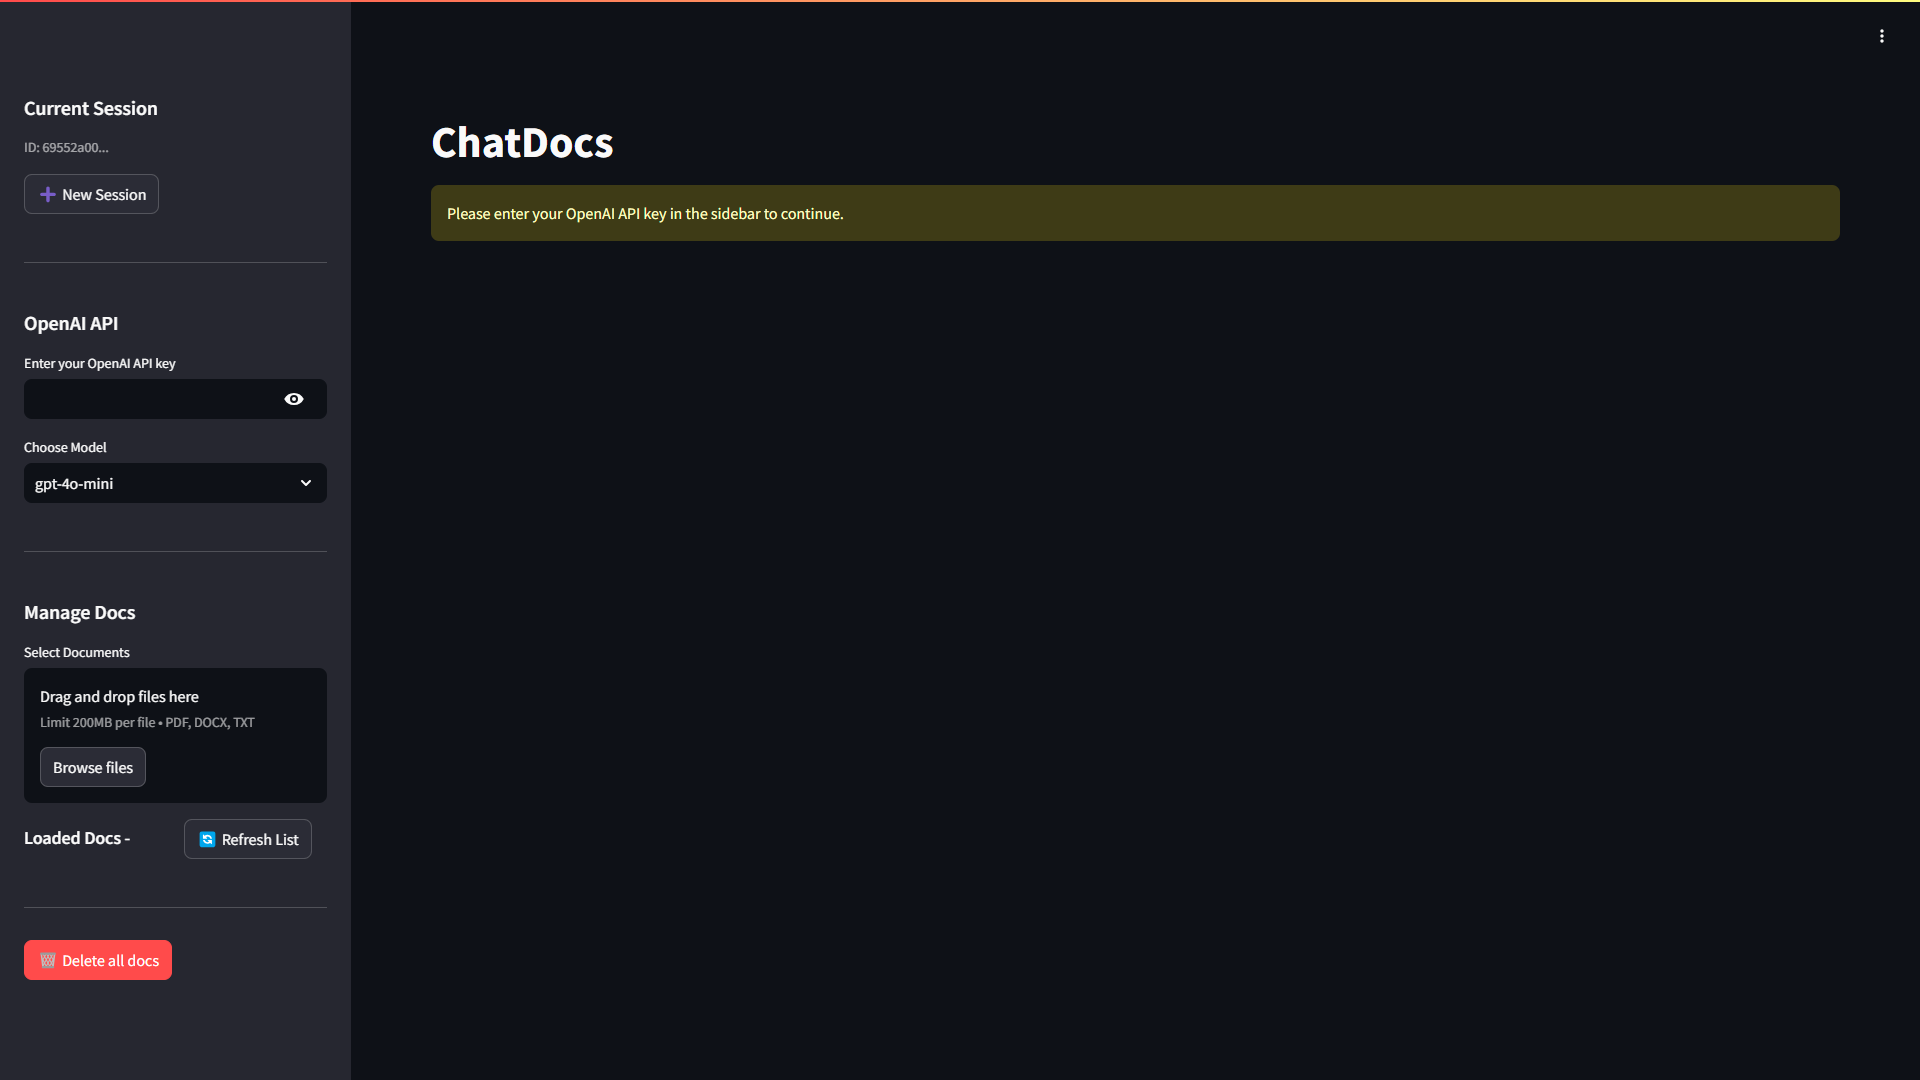 Current Session
ID: 69552a00...
New Session
OpenAI API
Enter your OpenAI API key
Choose Model
gpt-4o-mini
Manage Docs
Select Documents
Drag and drop files here
Limit 200MB per file • PDF, DOCX, TXT
Browse files
Loaded Docs -
Refresh List
Delete all docs
ChatDocs
Please enter your OpenAI API key in the sidebar to continue.